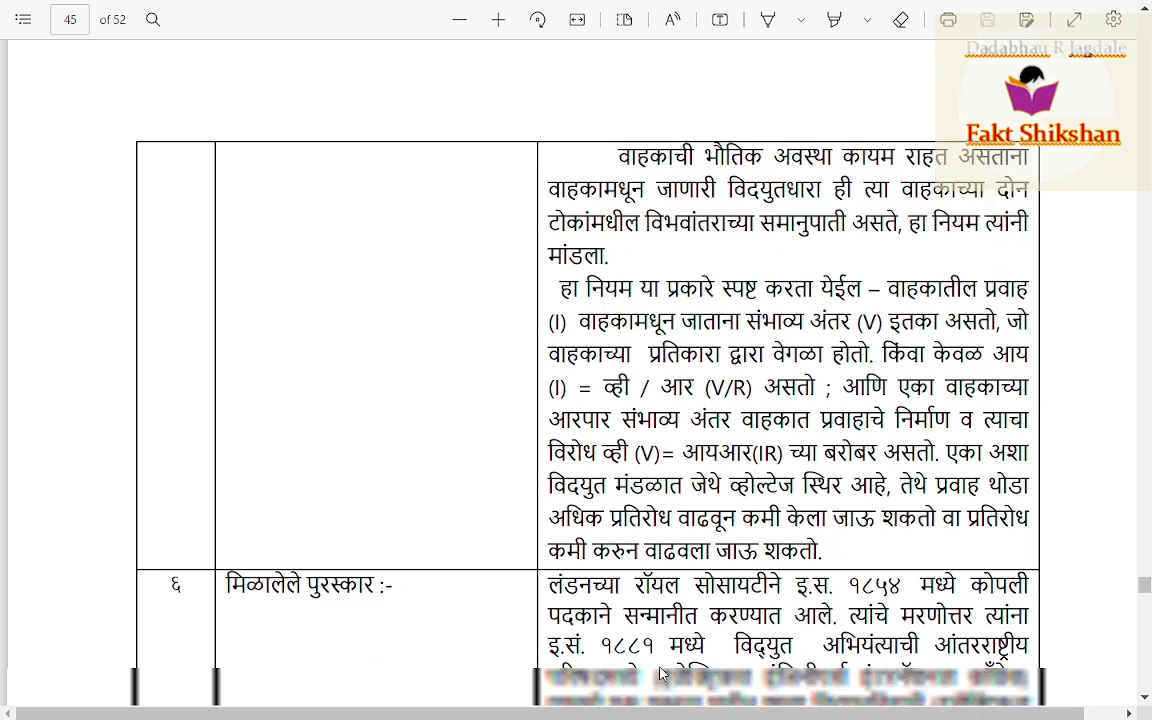 45 of 52
Dadabhau R Jagdale
Fakt Shikshan
वाहकाची भौतिक अवस्था कायम राहत असताना
वाहकामधून जाणारी विदयुतधारा ही त्या वाहकाच्या दोन
टोकांमधील विभवांतराच्या समानुपाती असते, हा नियम त्यांनी
मांडला.
हा नियम या प्रकारे स्पष्ट करता येईल – वाहकातील प्रवाह
(I) वाहकामधून जाताना संभाव्य अंतर (V) इतका असतो, जो
वाहकाच्या प्रतिकारा द्वारा वेगळा होतो. किंवा केवळ आय
(I) = व्ही / आर (V/R) असतो ; आणि एका वाहकाच्या
आरपार संभाव्य अंतर वाहकात प्रवाहाचे निर्माण व त्याचा
विरोध व्ही (V)= आयआर(IR) च्या बरोबर असतो. एका अशा
विदयुत मंडळात जेथे व्होल्टेज स्थिर आहे, तेथे प्रवाह थोडा
अधिक प्रतिरोध वाढवून कमी केला जाऊ शकतो वा प्रतिरोध
कमी करुन वाढवला जाऊ शकतो.
६ मिळालेले पुरस्कार :- लंडनच्या रॉयल सोसायटीने इ.स. १८५४ मध्ये कोपली
पदकाने सन्मानीत करण्यात आले. त्यांचे मरणोत्तर त्यांना
इ.सं. १८८१ मध्ये विद्‌युत अभियंत्याची आंतरराष्ट्रीय